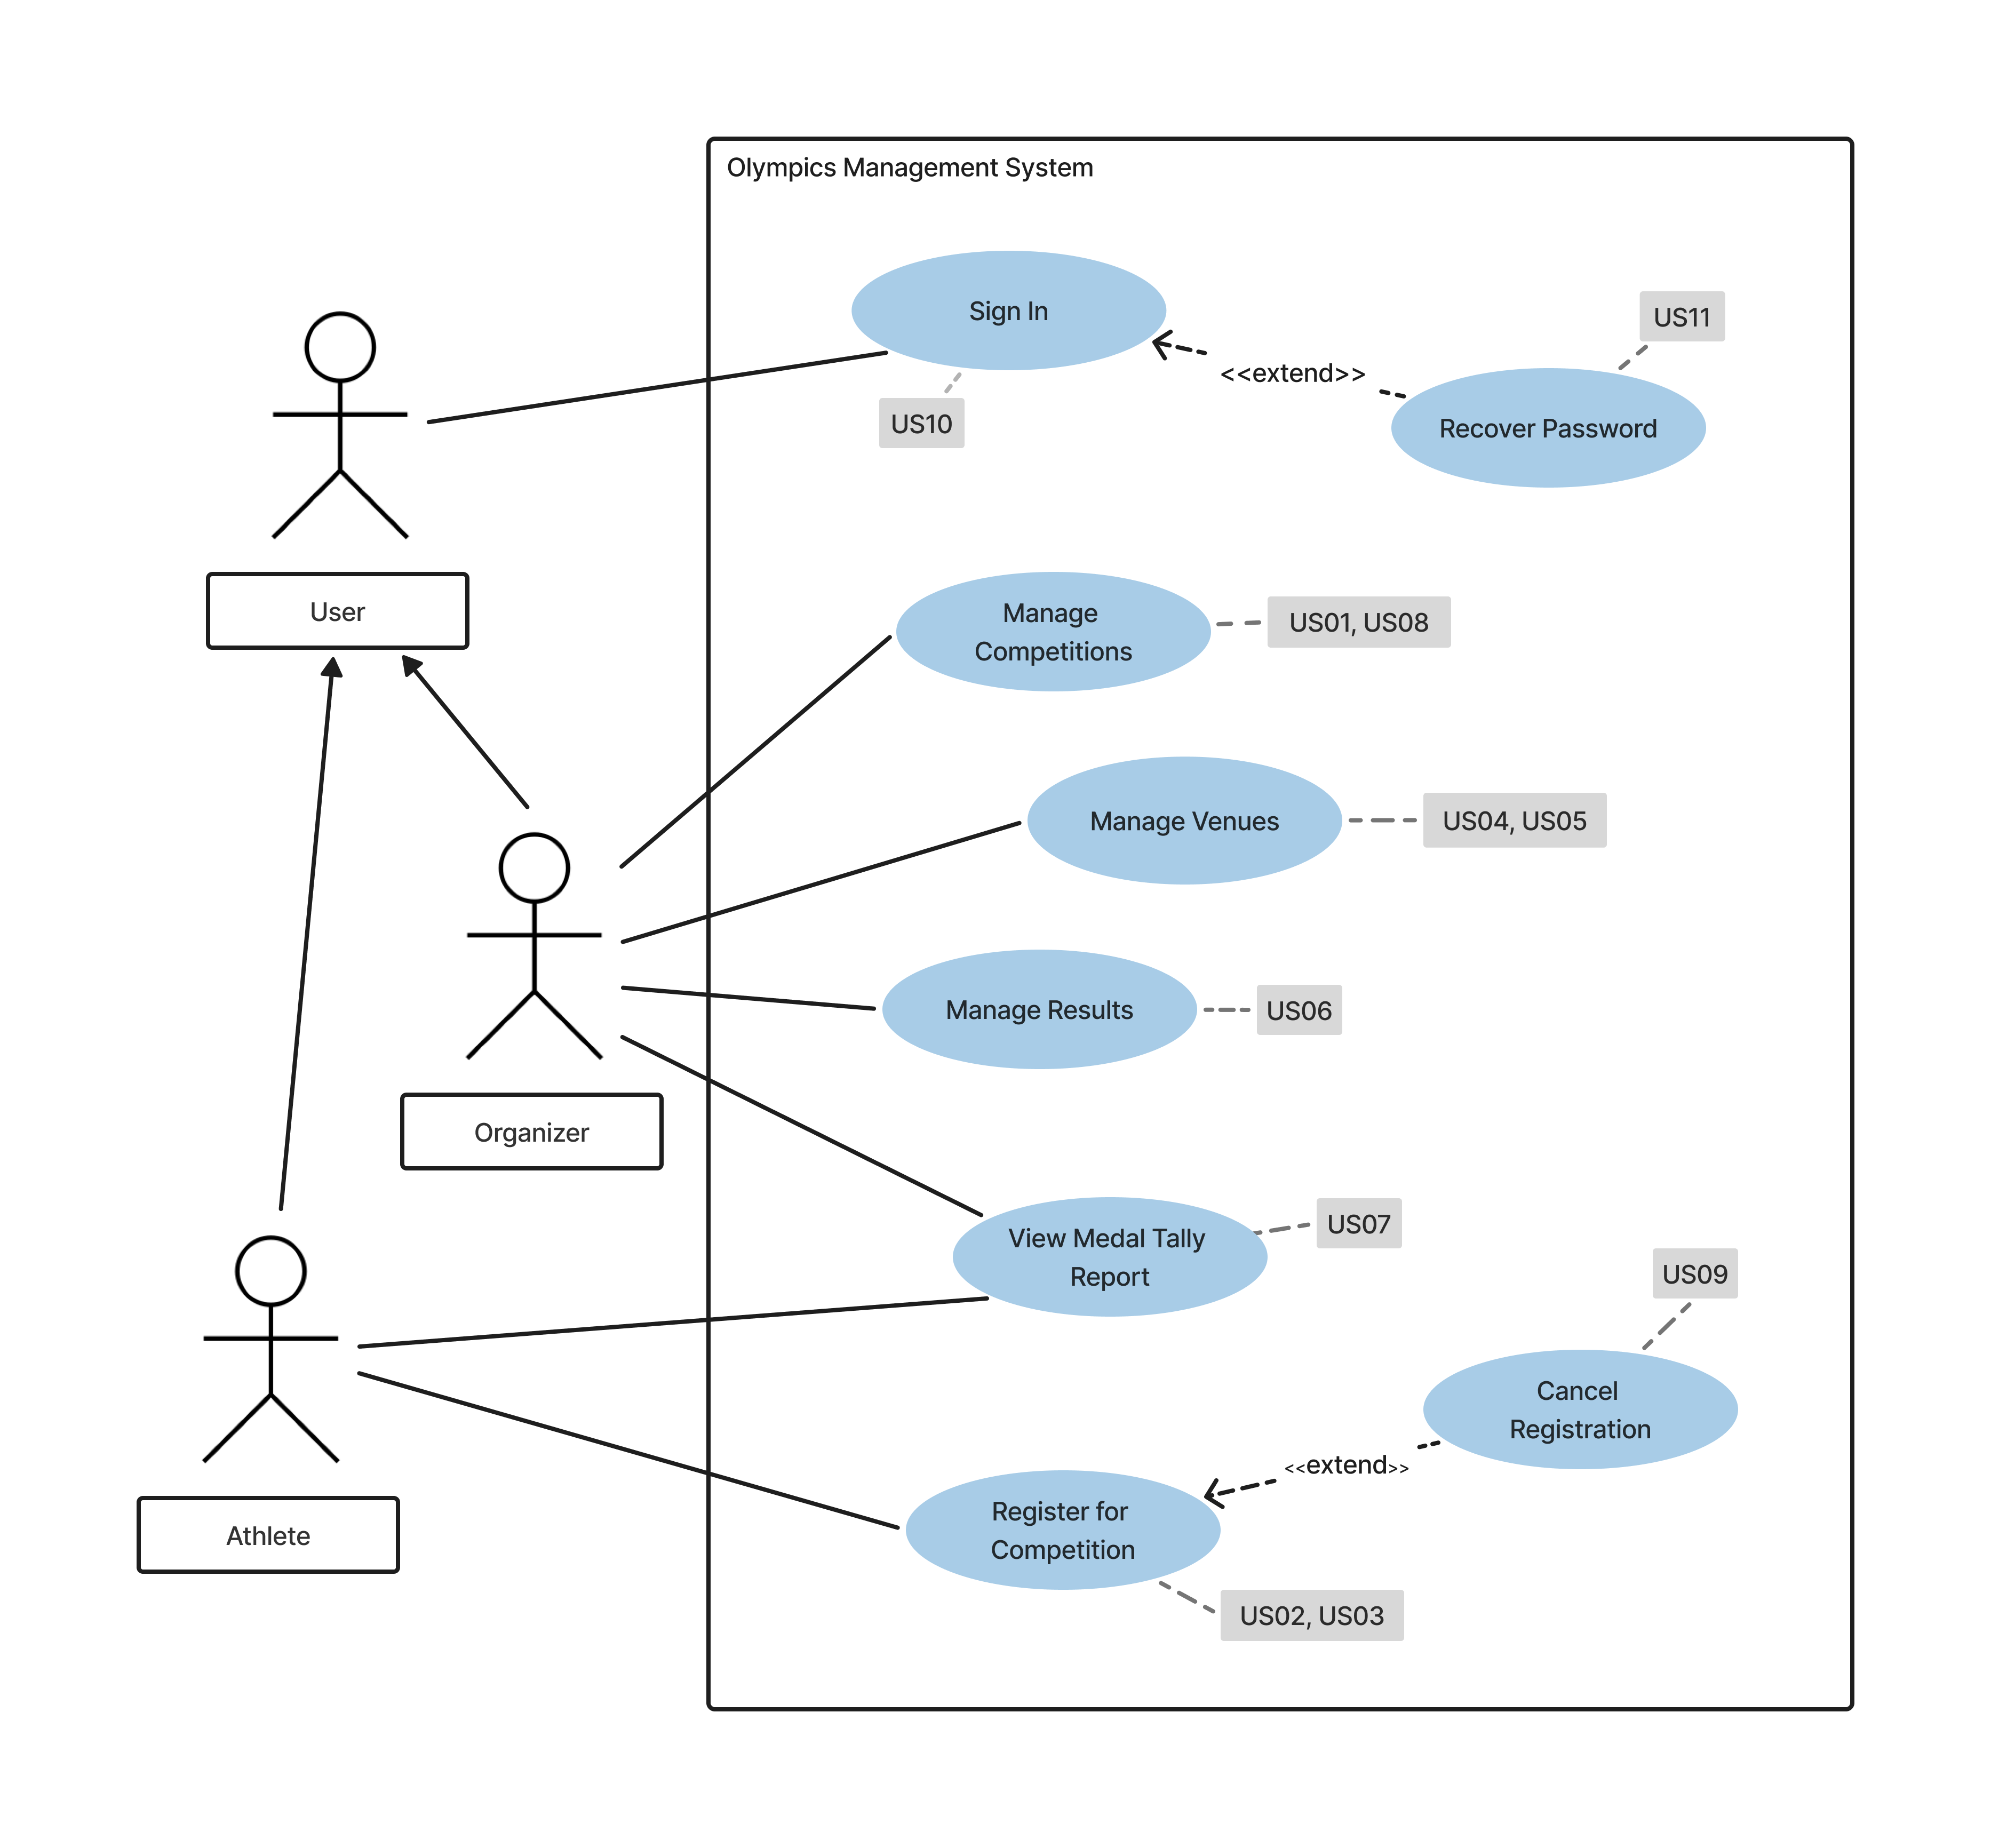 Olympics Management System
Sign In
US11
<<extend>>
US10
Recover Password
User
Manage
Competitions
US01, US08
Manage Venues
US04, US05
Manage Results
US06
Organizer
View Medal Tally
Report
US07
US09
Cancel
Registration
<<extend>>
Register for
Competition
Athlete
US02, US03